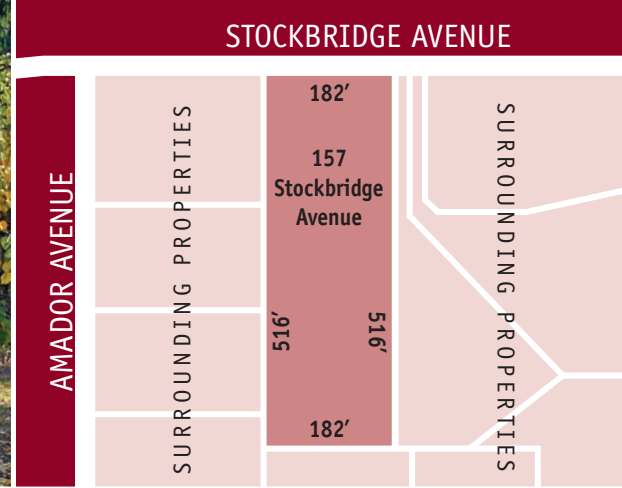 STOCKBRIDGE AVENUE
AMADOR AVENUE
SURROUNDING PROPERTIES
182’
157
Stockbridge
Avenue
516’
516’
182’
SURROUNDING PROPERTIES